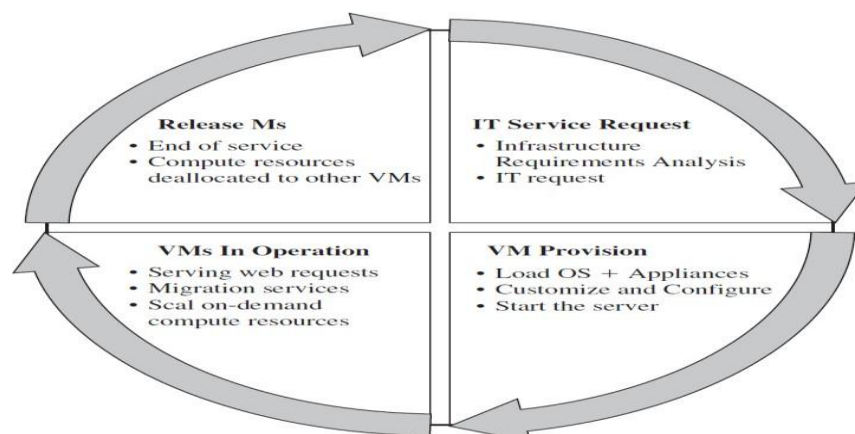 Release Ms
• End of service
• Compute resources
deallocated to other VMs
IT Service Request
• Infrastructure
Requirements Analysis
• IT request
VMs In Operation
• Serving web requests
• Migration services
• Scal on-demand
compute resources
VM Provision
• Load OS + Appliances
• Customize and Configure
• Start the server